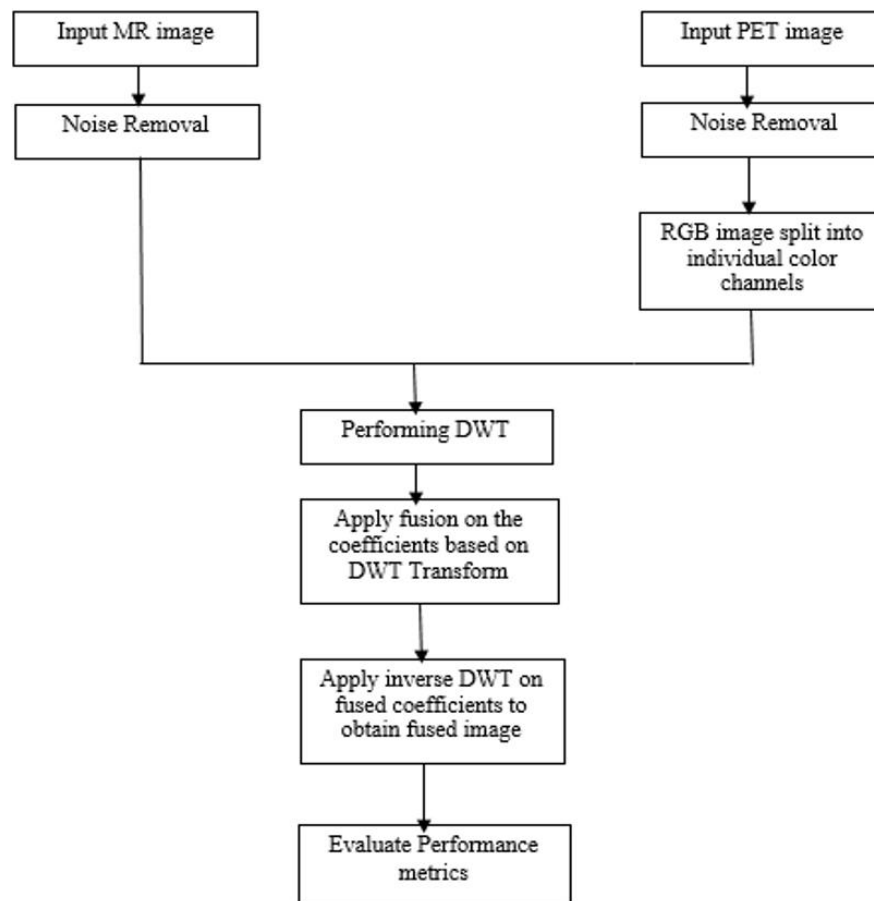 Input MR image
Input PET image
Noise Removal
Noise Removal
RGB image split into
individual color
channels
Performing DWT
Apply fusion on the
coefficients based on
DWT Transform
Apply inverse DWT on
fused coefficients to
obtain fused image
Evaluate Performance
metrics